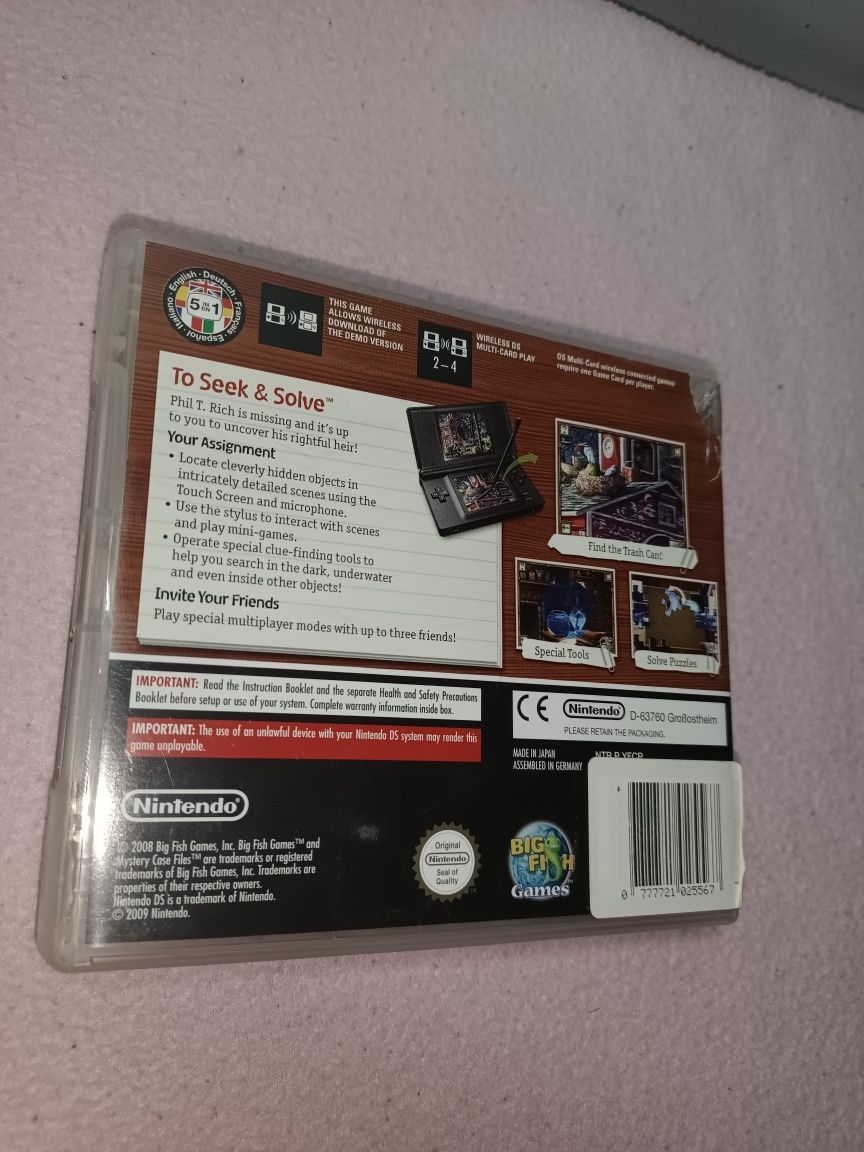 English · Deutsch · Français · Español · Italiano
5 IN EN 1
THIS GAME
ALLOWS WIRELESS
DOWNLOAD OF
THE DEMO VERSION
2–4
WIRELESS DS
MULTI-CARD PLAY
DS Multi-Card wireless connected games
require one Game Card per player.
To Seek & Solve™
Phil T. Rich is missing and it's up
to you to uncover his rightful heir!
Your Assignment
• Locate cleverly hidden objects in
intricately detailed scenes using the
Touch Screen and microphone.
• Use the stylus to interact with scenes
and play mini-games.
• Operate special clue-finding tools to
help you search in the dark, underwater
and even inside other objects!
Invite Your Friends
Play special multiplayer modes with up to three friends!
Find the Trash Can!
Special Tools
Solve Puzzles
IMPORTANT: Read the Instruction Booklet and the separate Health and Safety Precautions
Booklet before setup or use of your system. Complete warranty information inside box.
IMPORTANT: The use of an unlawful device with your Nintendo DS system may render this
game unplayable.
CE Nintendo® D-63760 Großostheim
PLEASE RETAIN THE PACKAGING.
MADE IN JAPAN
ASSEMBLED IN GERMANY
Nintendo®
© 2008 Big Fish Games, Inc. Big Fish Games™ and
Mystery Case Files™ are trademarks or registered
trademarks of Big Fish Games, Inc. Trademarks are
properties of their respective owners.
Nintendo DS is a trademark of Nintendo.
© 2009 Nintendo.
Original
Nintendo
Seal of
Quality
BIG
FISH
Games™
0 777721 025567